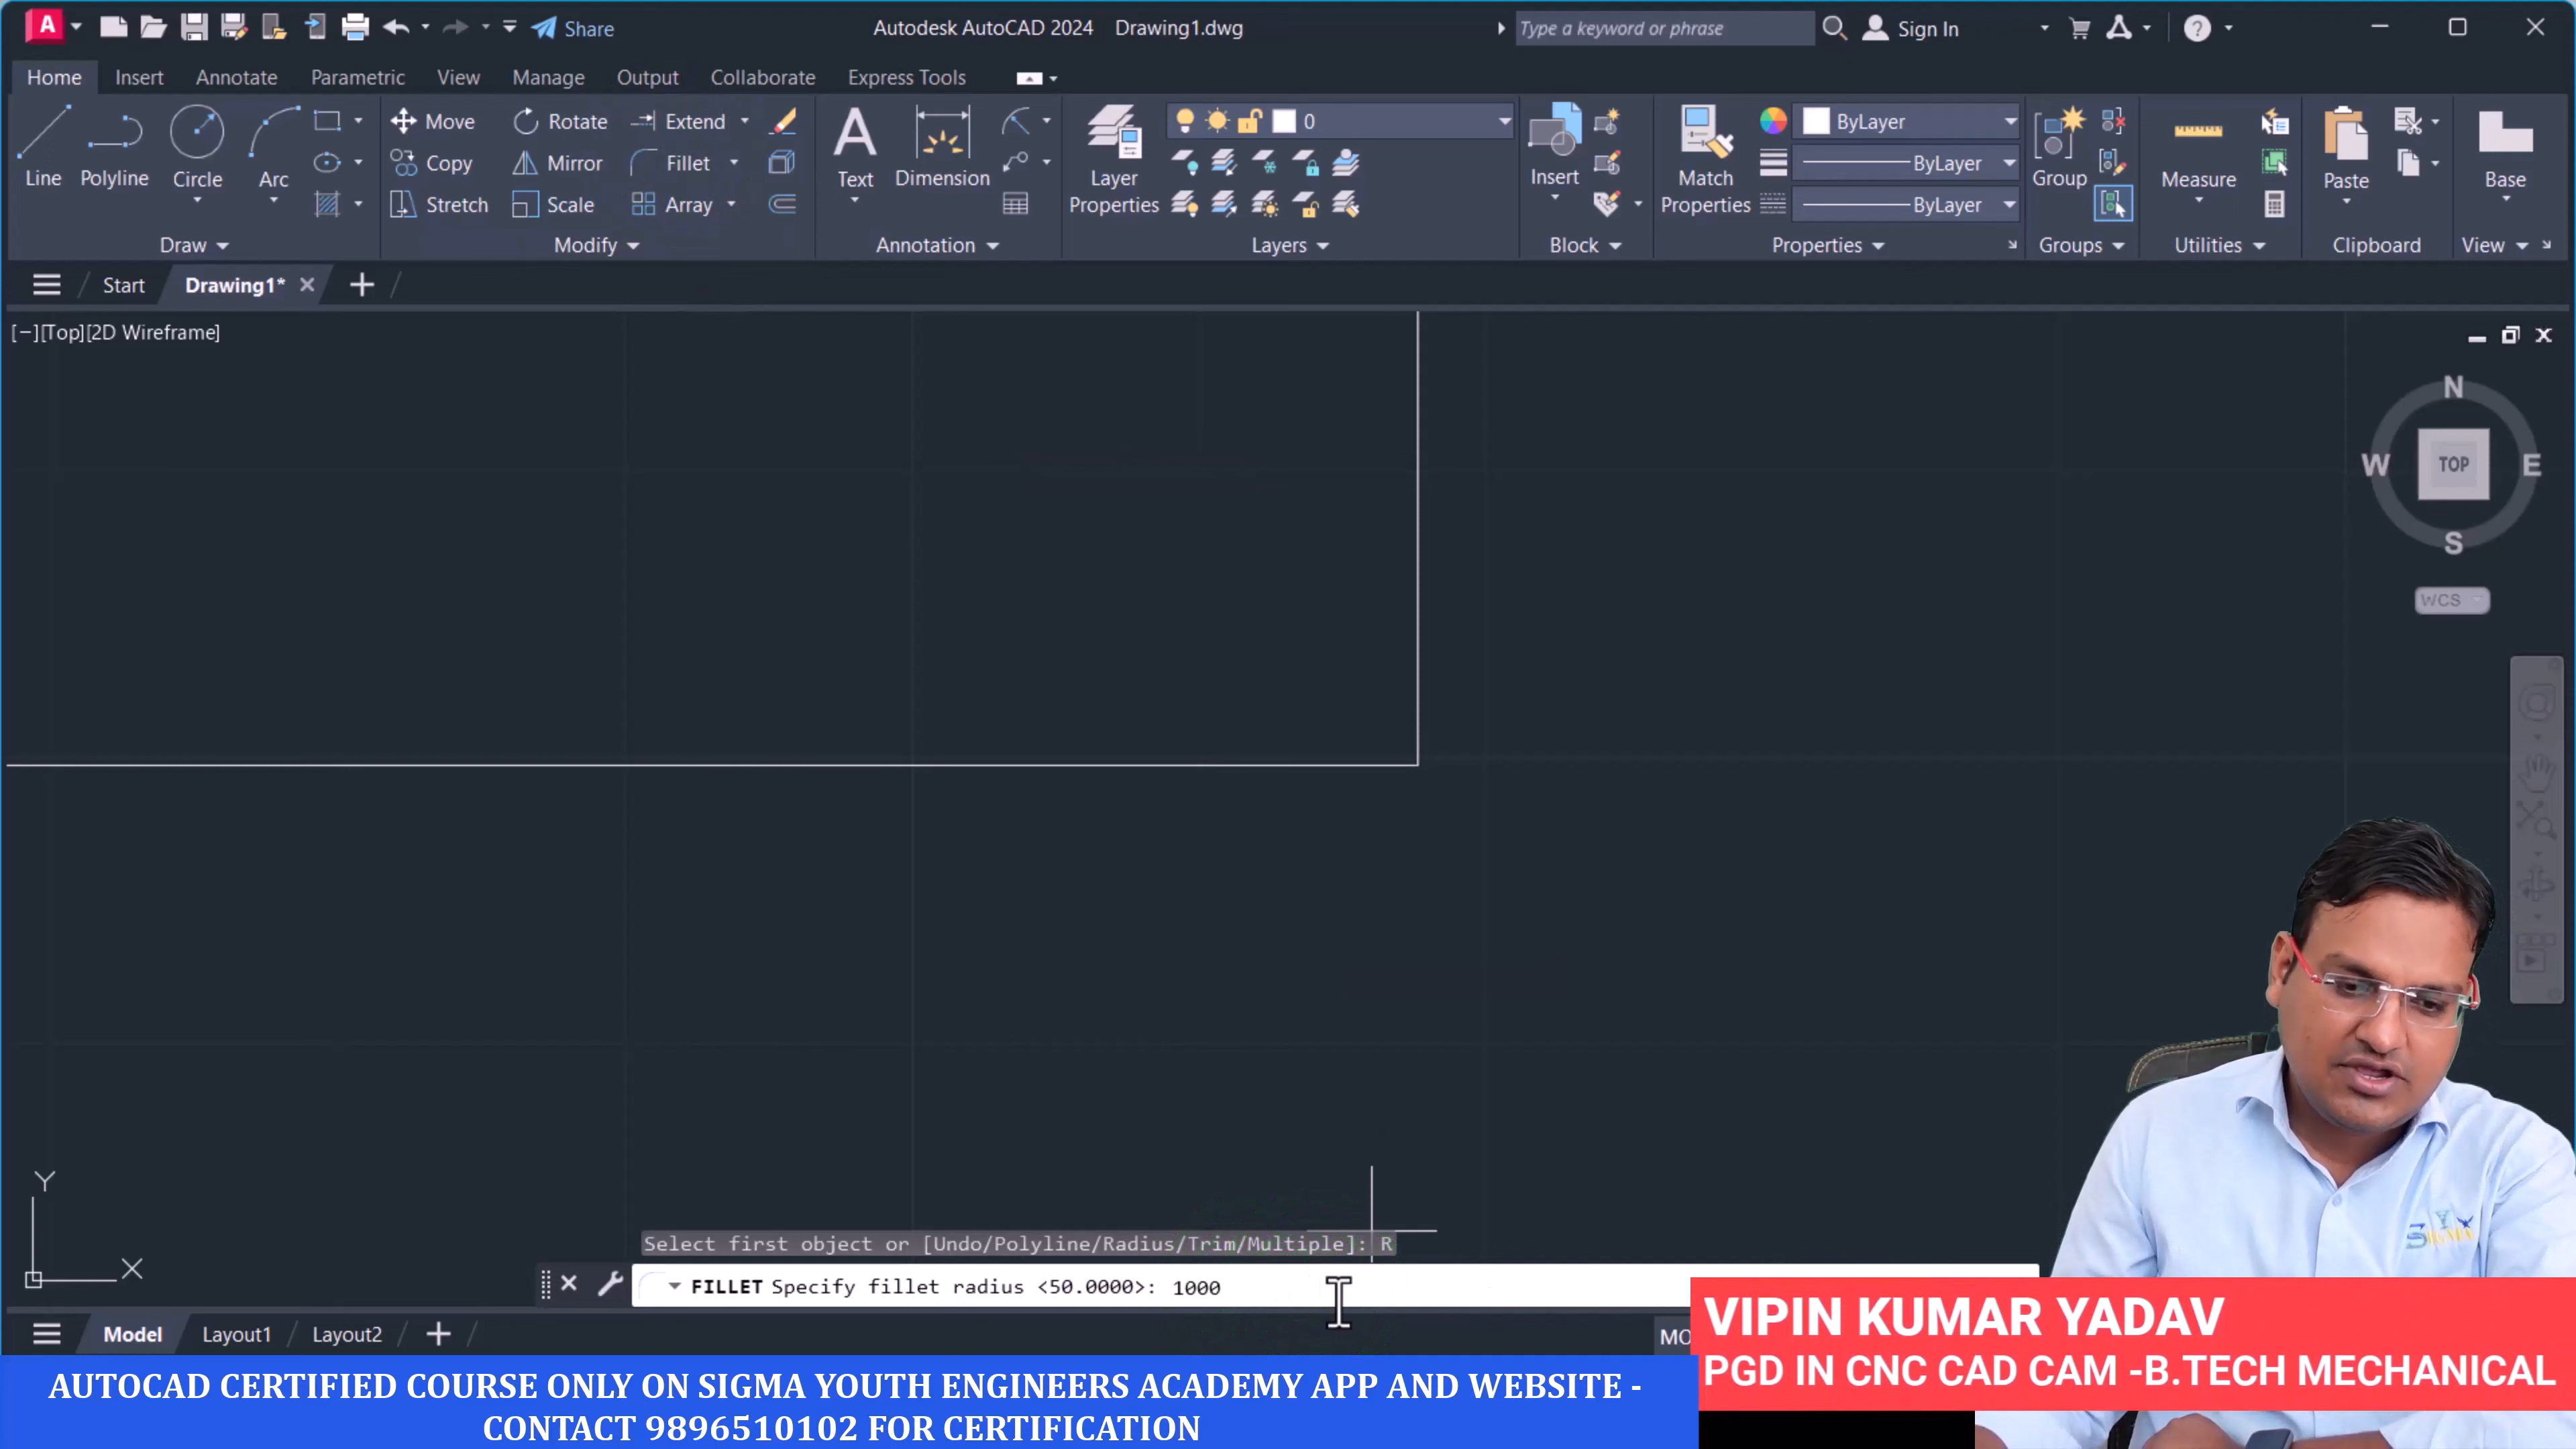 A Share Autodesk AutoCAD 2024 Drawing1.dwg Type a keyword or phrase Sign In ?
Home Insert Annotate Parametric View Manage Output Collaborate Express Tools
Line Polyline Circle Arc
Move Rotate Extend
Copy Mirror Fillet
Stretch Scale Array
A Text Dimension
Layer Properties
0
Insert
Match Properties
ByLayer
ByLayer
ByLayer
Group
Measure
Paste
Base
Draw Modify Annotation Layers Block Properties Groups Utilities Clipboard View
Start Drawing1* +
[−][Top][2D Wireframe]
N
W TOP E
S
WCS
Y
X
Select first object or [Undo/Polyline/Radius/Trim/Multiple]: R
FILLET Specify fillet radius <50.0000>: 1000
Model Layout1 Layout2 +
VIPIN KUMAR YADAV
PGD IN CNC CAD CAM -B.TECH MECHANICAL
AUTOCAD CERTIFIED COURSE ONLY ON SIGMA YOUTH ENGINEERS ACADEMY APP AND WEBSITE -
CONTACT 9896510102 FOR CERTIFICATION